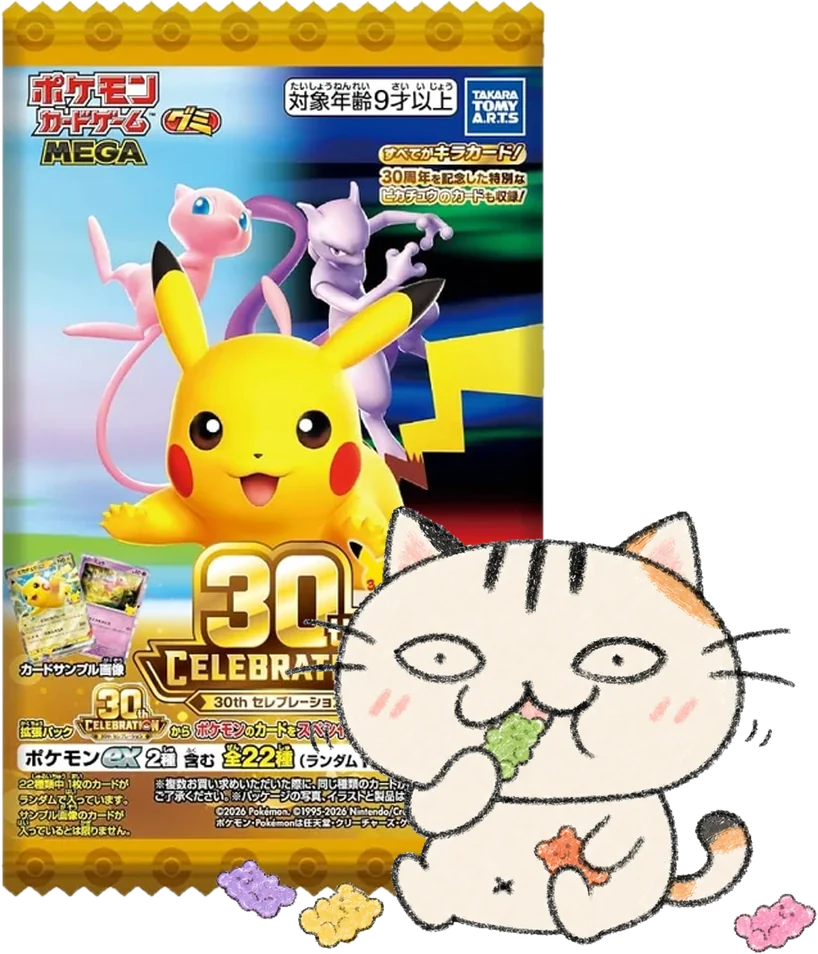 ポケモン
カードゲーム™ グミ
MEGA
たいしょうねんれい さい いじょう
対象年齢9才以上
TAKARA
TOMY
A.R.T.S
すべてがキラカード!
30周年を記念した特別な
ピカチュウのカードも収録!
30th
CELEBRATI
30th セレブレーション
カードサンプル画像
拡張パック 30th CELEBRATION から ポケモンのカードをスペシ
ポケモンex 2種 含む 全22種 (ランダム
22種類中1枚のカードが
ランダムで入っています。
サンプル画像のカードが
入っているとは限りません。
※複数お買い求めいただいた際に、同じ種類のカードが
ご了承ください。※パッケージの写真、イラストと製品は
©2026 Pokémon. ©1995-2026 Nintendo/Cr
ポケモン・Pokémonは任天堂・クリーチャーズ・ゲ